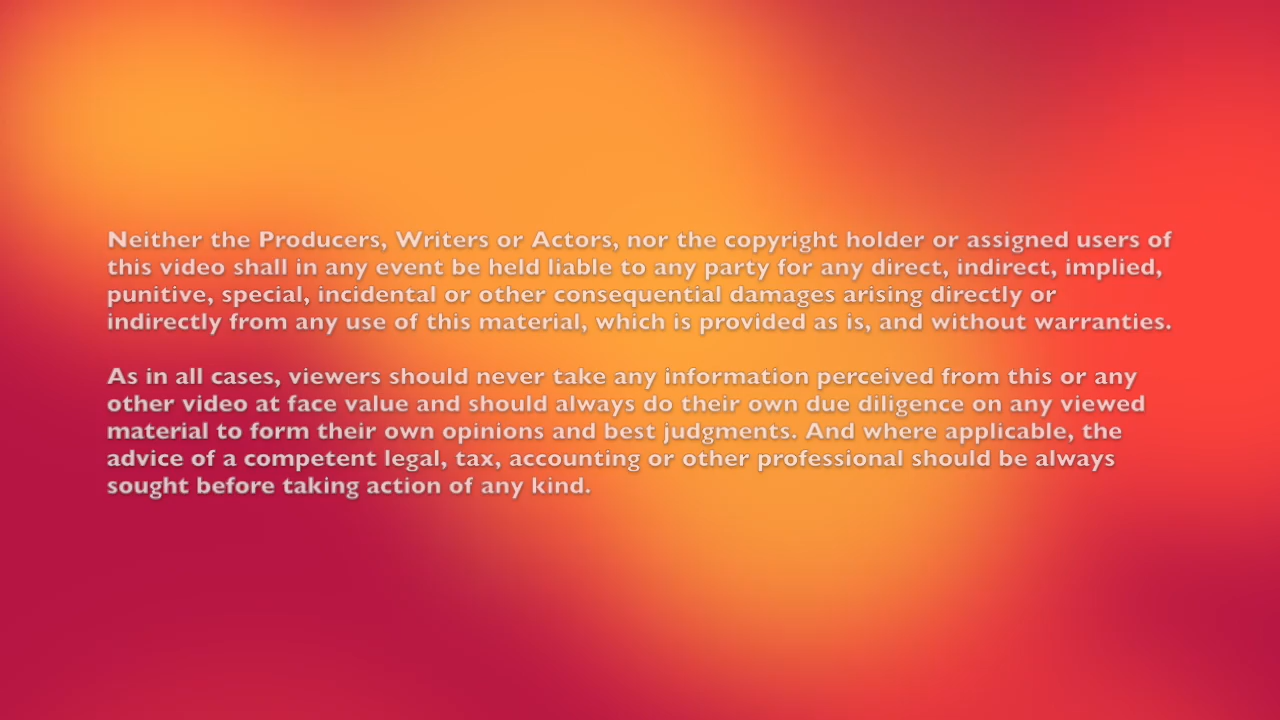 Neither the Producers, Writers or Actors, nor the copyright holder or assigned users of
this video shall in any event be held liable to any party for any direct, indirect, implied,
punitive, special, incidental or other consequential damages arising directly or
indirectly from any use of this material, which is provided as is, and without warranties.
As in all cases, viewers should never take any information perceived from this or any
other video at face value and should always do their own due diligence on any viewed
material to form their own opinions and best judgments. And where applicable, the
advice of a competent legal, tax, accounting or other professional should be always
sought before taking action of any kind.